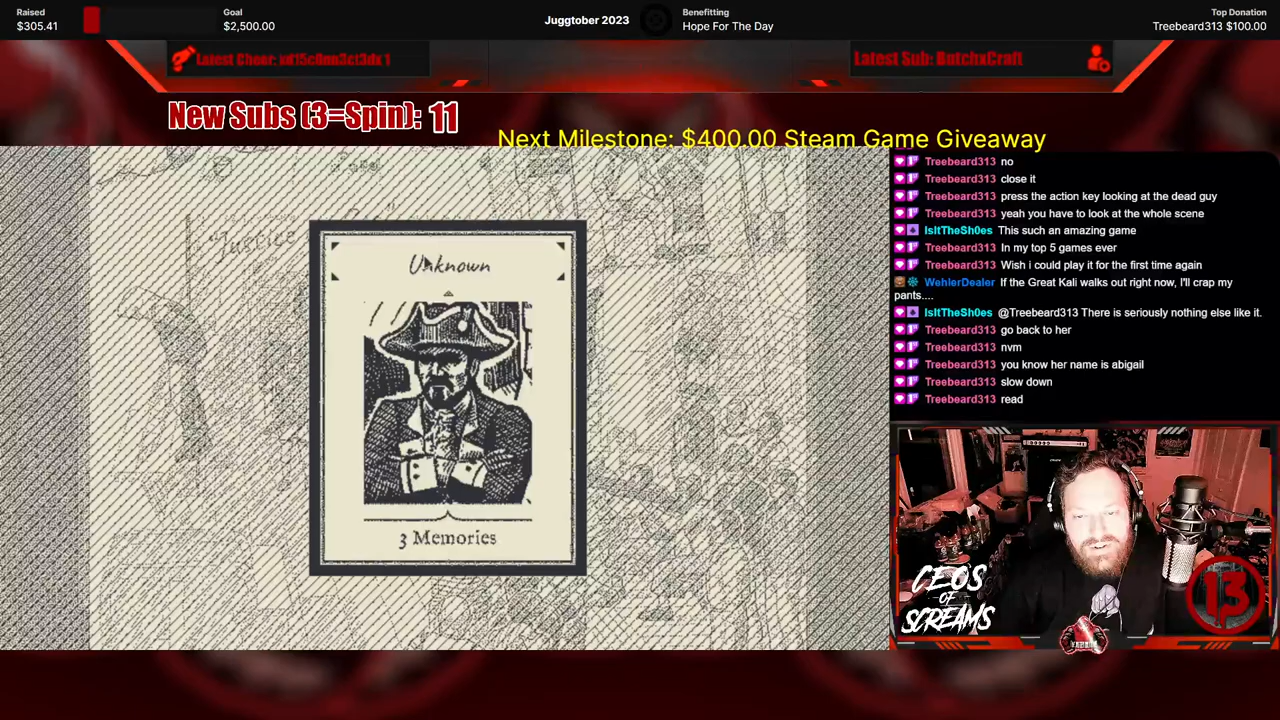 Raised
$305.41
Goal
$2,500.00
Juggtober 2023
Benefitting
Hope For The Day
Top Donation
Treebeard313 $100.00
Latest Cheer:
Latest Sub: ButchxCraft
New Subs (3=Spin): 11
Next Milestone: $400.00 Steam Game Giveaway
Unknown
3 Memories
Treebeard313 no
Treebeard313 close it
Treebeard313 press the action key looking at the dead guy
Treebeard313 yeah you have to look at the whole scene
IsItTheSh0es This such an amazing game
Treebeard313 In my top 5 games ever
Treebeard313 Wish i could play it for the first time again
WehlerDealer If the Great Kali walks out right now, I'll crap my
pants....
IsItTheSh0es @Treebeard313 There is seriously nothing else like it.
Treebeard313 go back to her
Treebeard313 nvm
Treebeard313 you know her name is abigail
Treebeard313 slow down
Treebeard313 read
CEOS
OF
SCREAMS
13